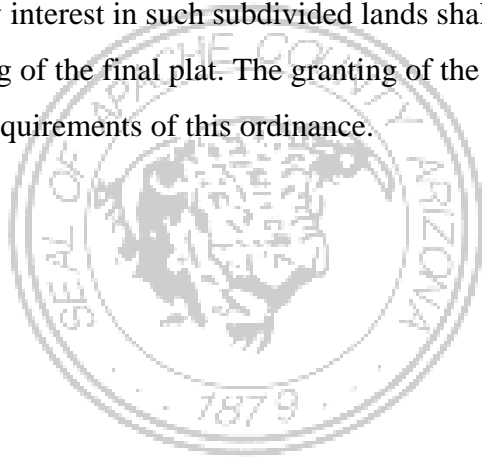 y interest in such subdivided lands shal
g of the final plat. The granting of the
quirements of this ordinance.
SEAL OF APACHE COUNTY ARIZONA
1879